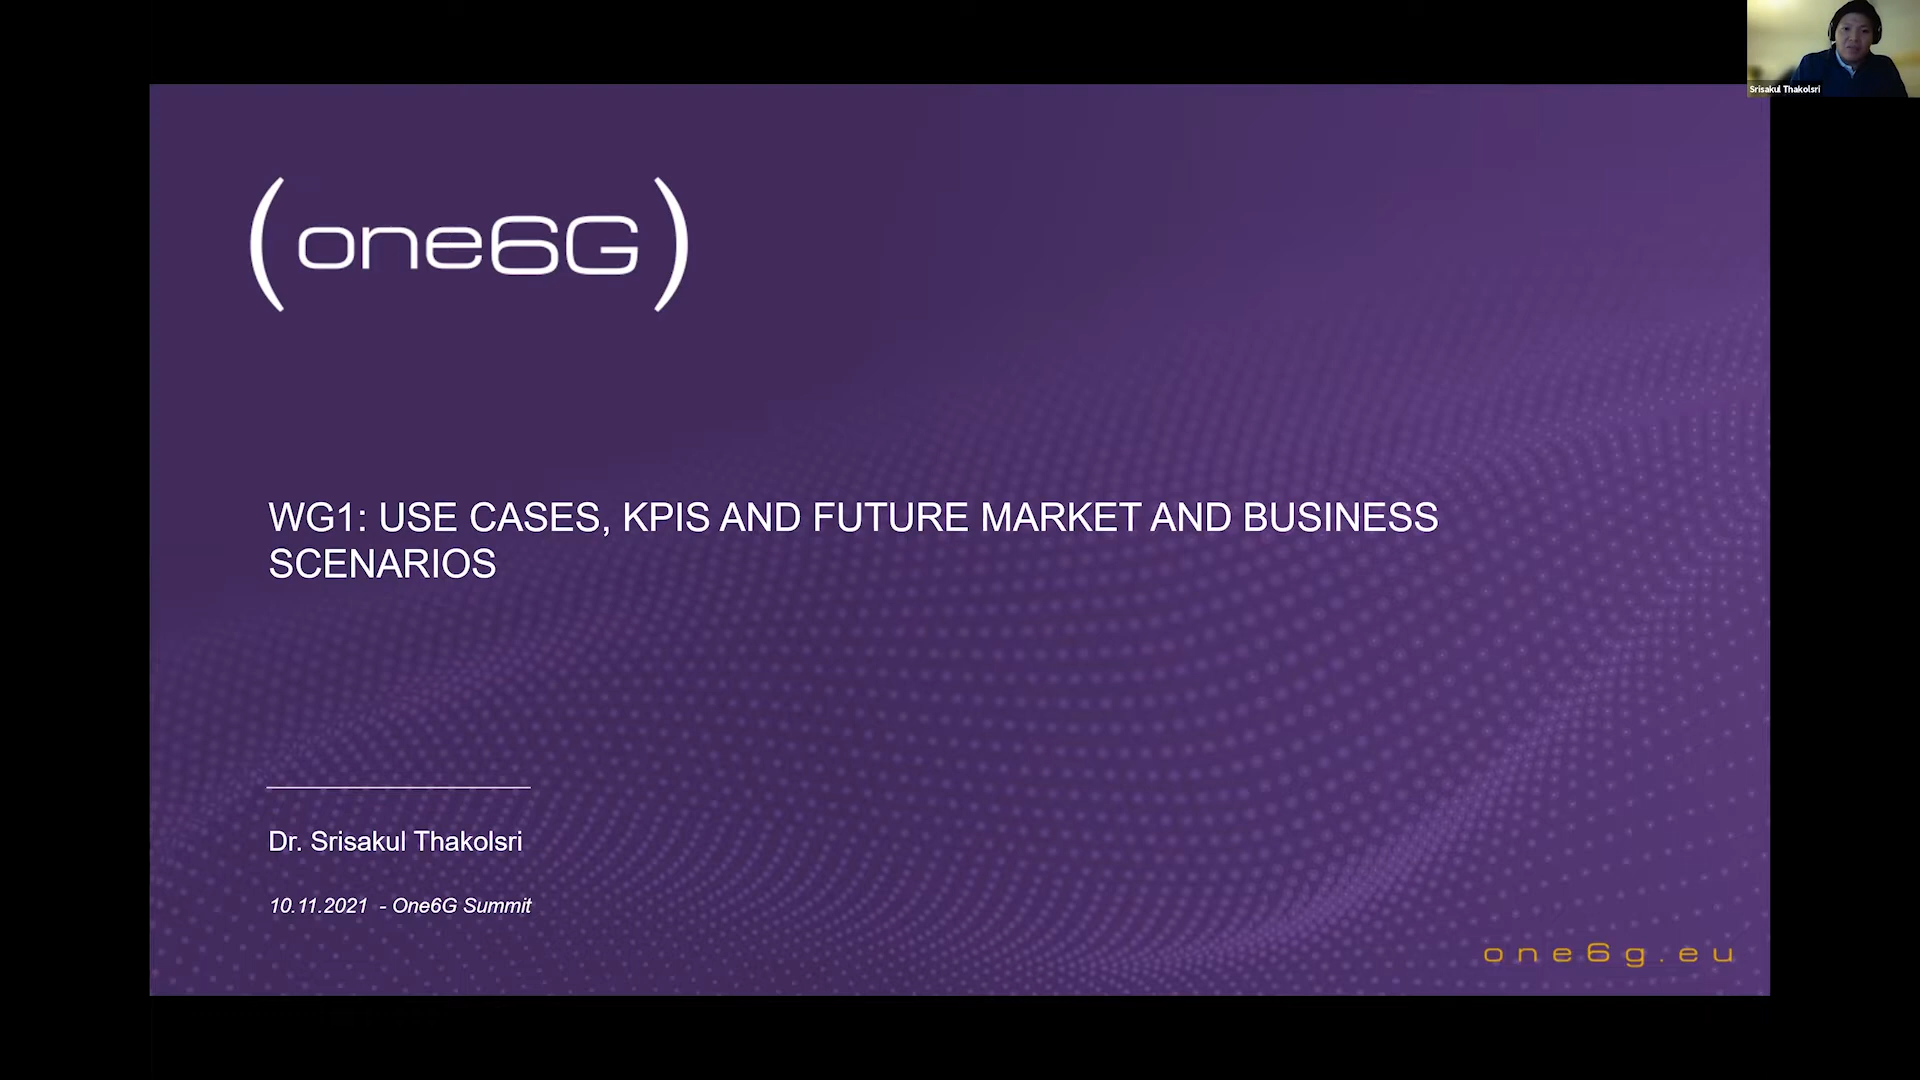 Srisakul Thakolsri
(one6G)
WG1: USE CASES, KPIS AND FUTURE MARKET AND BUSINESS
SCENARIOS
Dr. Srisakul Thakolsri
10.11.2021 - One6G Summit
one6g.eu